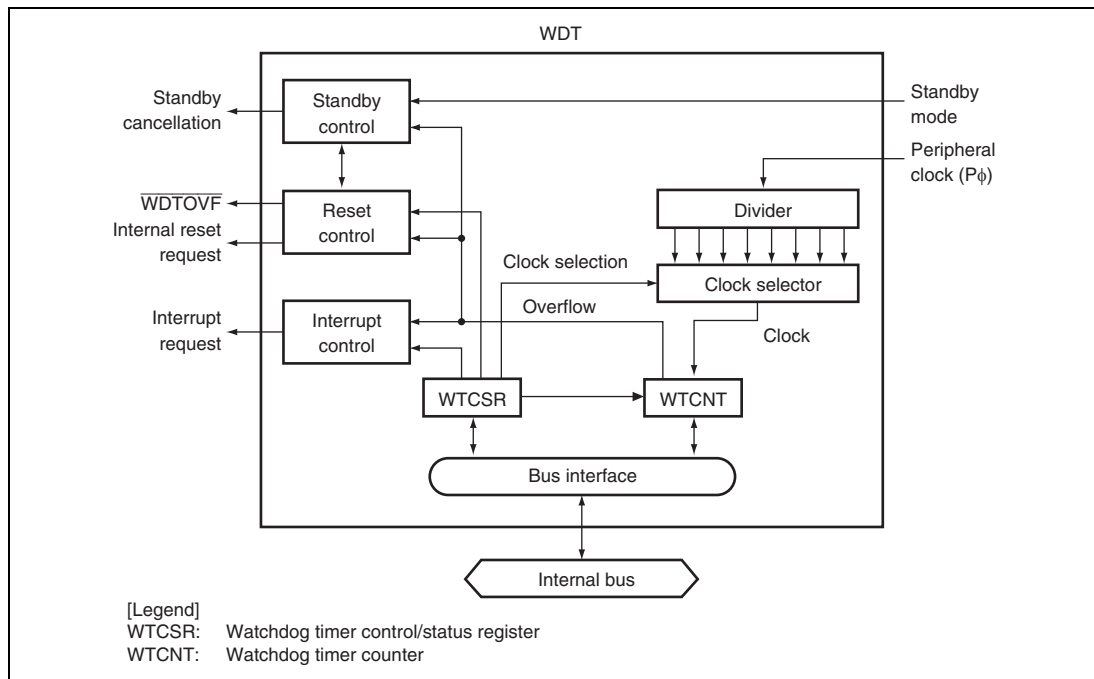 WDT
Standby
cancellation
Standby
control
Standby
mode
Peripheral
clock (Pϕ)
WDTOVF
Internal reset
request
Reset
control
Divider
Clock selection
Clock selector
Overflow
Interrupt
request
Interrupt
control
Clock
WTCSR
WTCNT
Bus interface
Internal bus
[Legend]
WTCSR: Watchdog timer control/status register
WTCNT: Watchdog timer counter